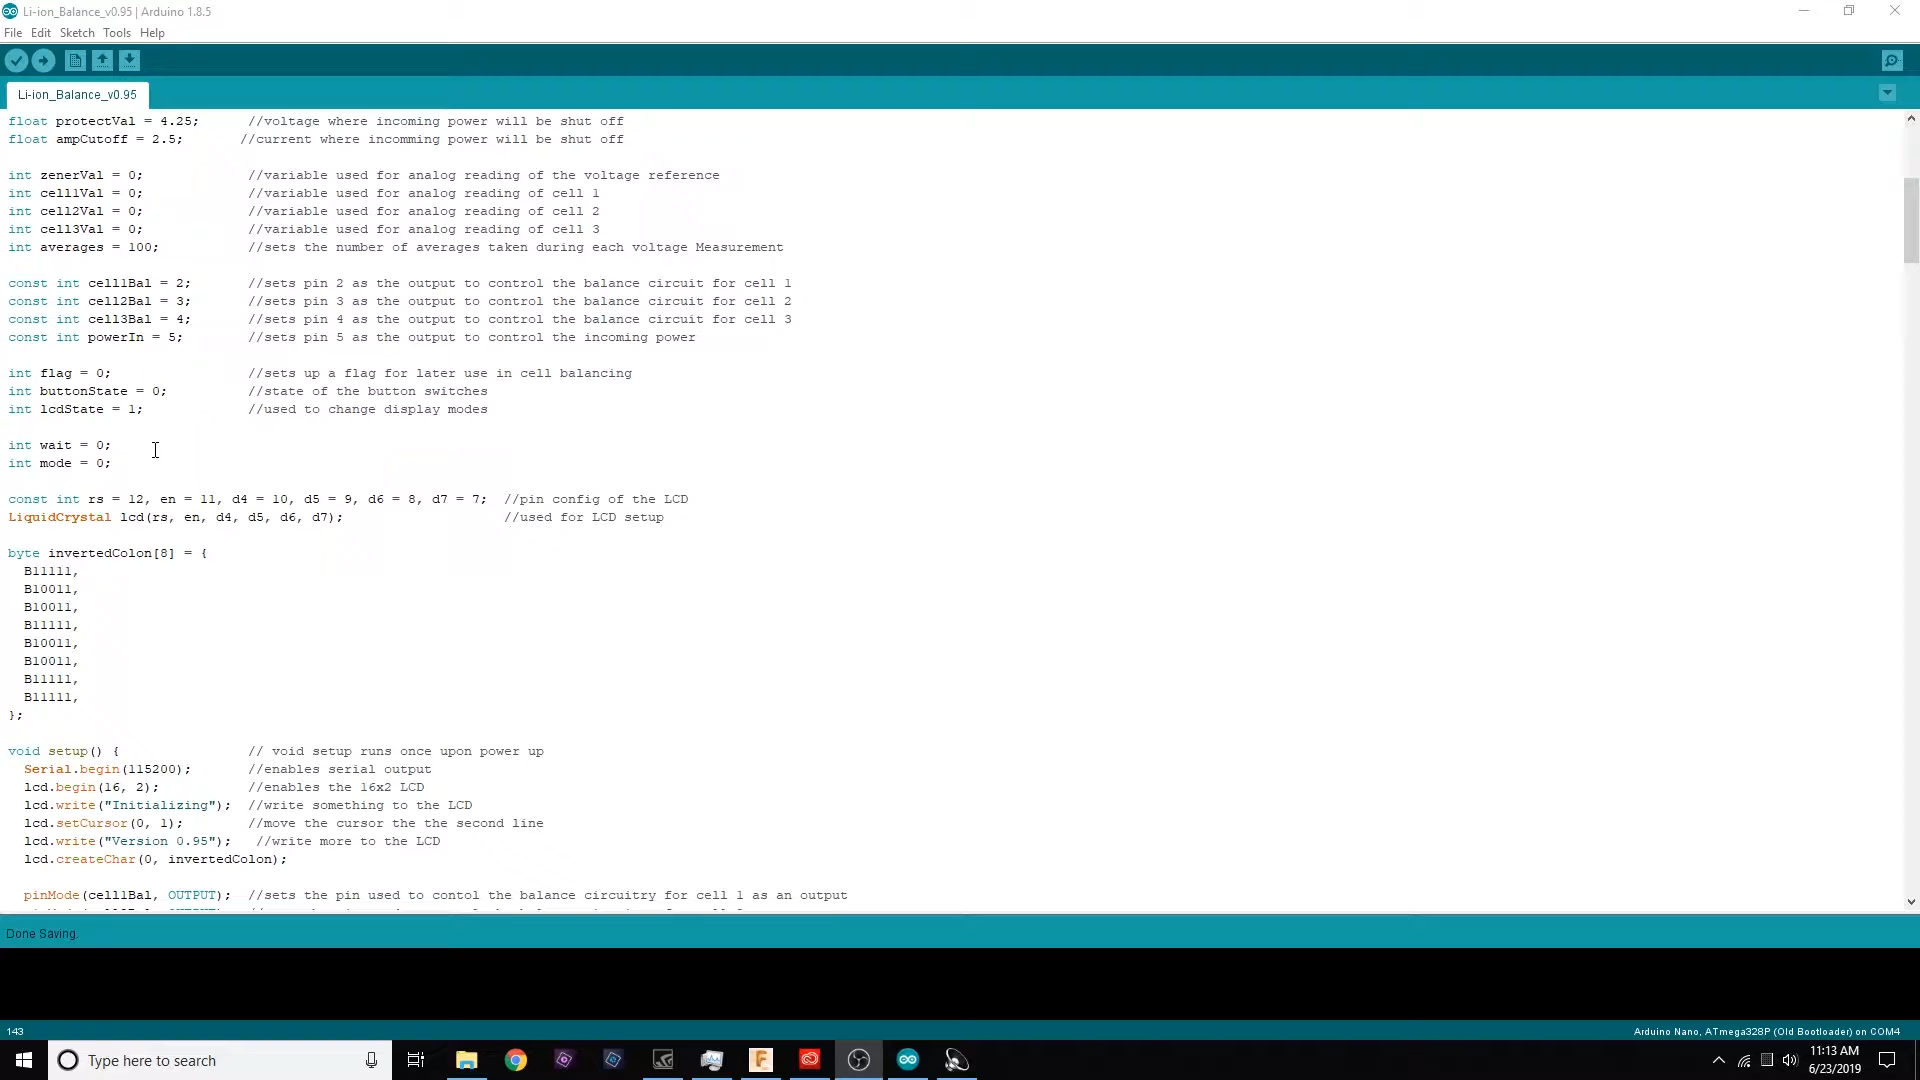 Li-ion_Balance_v0.95 | Arduino 1.8.5
File Edit Sketch Tools Help
Li-ion_Balance_v0.95
float protectVal = 4.25; //voltage where incoming power will be shut off
float ampCutoff = 2.5; //current where incomming power will be shut off
int zenerVal = 0; //variable used for analog reading of the voltage reference
int cell1Val = 0; //variable used for analog reading of cell 1
int cell2Val = 0; //variable used for analog reading of cell 2
int cell3Val = 0; //variable used for analog reading of cell 3
int averages = 100; //sets the number of averages taken during each voltage Measurement
const int cell1Bal = 2; //sets pin 2 as the output to control the balance circuit for cell 1
const int cell2Bal = 3; //sets pin 3 as the output to control the balance circuit for cell 2
const int cell3Bal = 4; //sets pin 4 as the output to control the balance circuit for cell 3
const int powerIn = 5; //sets pin 5 as the output to control the incoming power
int flag = 0; //sets up a flag for later use in cell balancing
int buttonState = 0; //state of the button switches
int lcdState = 1; //used to change display modes
int wait = 0;
int mode = 0;
const int rs = 12, en = 11, d4 = 10, d5 = 9, d6 = 8, d7 = 7; //pin config of the LCD
LiquidCrystal lcd(rs, en, d4, d5, d6, d7); //used for LCD setup
byte invertedColon[8] = {
B11111,
B10011,
B10011,
B11111,
B10011,
B10011,
B11111,
B11111,
};
void setup() { // void setup runs once upon power up
Serial.begin(115200); //enables serial output
lcd.begin(16, 2); //enables the 16x2 LCD
lcd.write("Initializing"); //write something to the LCD
lcd.setCursor(0, 1); //move the cursor the the second line
lcd.write("Version 0.95"); //write more to the LCD
lcd.createChar(0, invertedColon);
pinMode(cell1Bal, OUTPUT); //sets the pin used to contol the balance circuitry for cell 1 as an output
Done Saving.
143
Arduino Nano, ATmega328P (Old Bootloader) on COM4
Type here to search
11:13 AM
6/23/2019